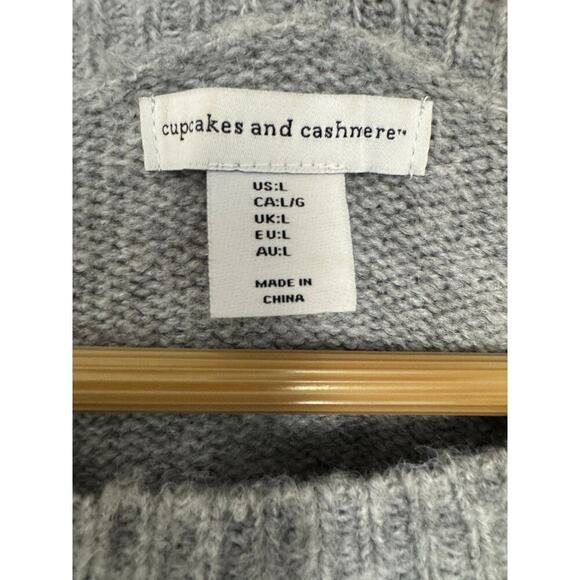 cupcakes and cashmere™
US:L
CA:L/G
UK:L
EU:L
AU:L
MADE IN
CHINA